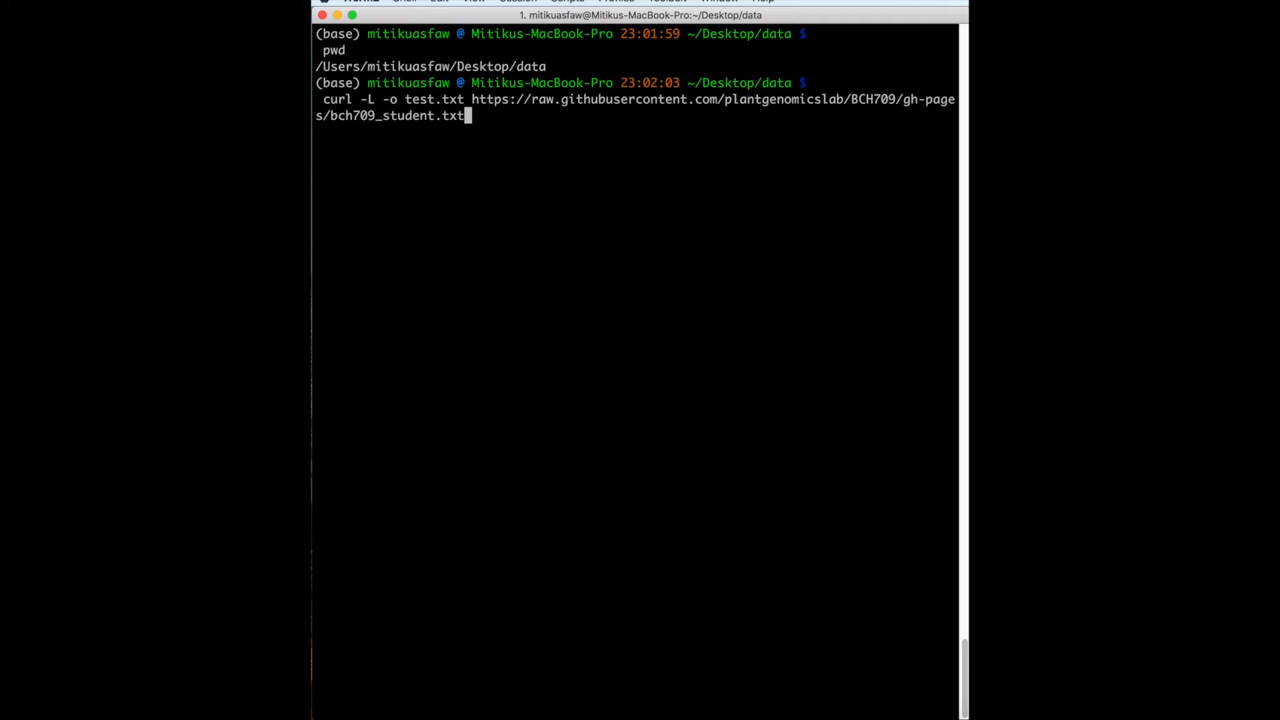 1. mitikuasfaw@Mitikus-MacBook-Pro:~/Desktop/data
(base) mitikuasfaw @ Mitikus-MacBook-Pro 23:01:59 ~/Desktop/data $
pwd
/Users/mitikuasfaw/Desktop/data
(base) mitikuasfaw @ Mitikus-MacBook-Pro 23:02:03 ~/Desktop/data $
curl -L -o test.txt https://raw.githubusercontent.com/plantgenomicslab/BCH709/gh-page
s/bch709_student.txt